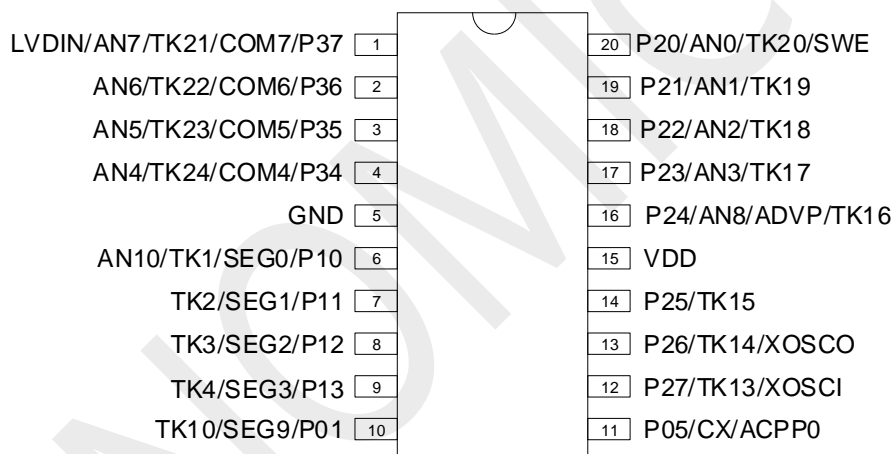 LVDIN/AN7/TK21/COM7/P37 1 20 P20/AN0/TK20/SWE
AN6/TK22/COM6/P36 2 19 P21/AN1/TK19
AN5/TK23/COM5/P35 3 18 P22/AN2/TK18
AN4/TK24/COM4/P34 4 17 P23/AN3/TK17
GND 5 16 P24/AN8/ADVP/TK16
AN10/TK1/SEG0/P10 6 15 VDD
TK2/SEG1/P11 7 14 P25/TK15
TK3/SEG2/P12 8 13 P26/TK14/XOSCO
TK4/SEG3/P13 9 12 P27/TK13/XOSCI
TK10/SEG9/P01 10 11 P05/CX/ACPP0